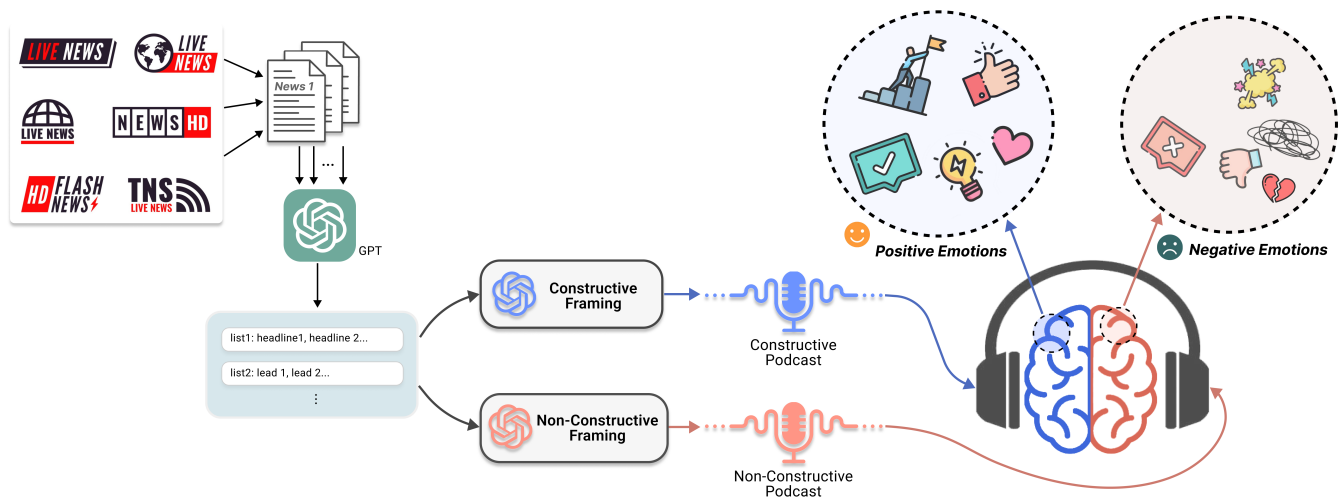 LIVE NEWS
LIVE
NEWS
LIVE NEWS
NEWS HD
HD FLASH
NEWS
TNS
LIVE NEWS
News 1
...
GPT
list1: headline1, headline 2...
list2: lead 1, lead 2...
Constructive
Framing
Non-Constructive
Framing
Constructive
Podcast
Non-Constructive
Podcast
Positive Emotions
Negative Emotions